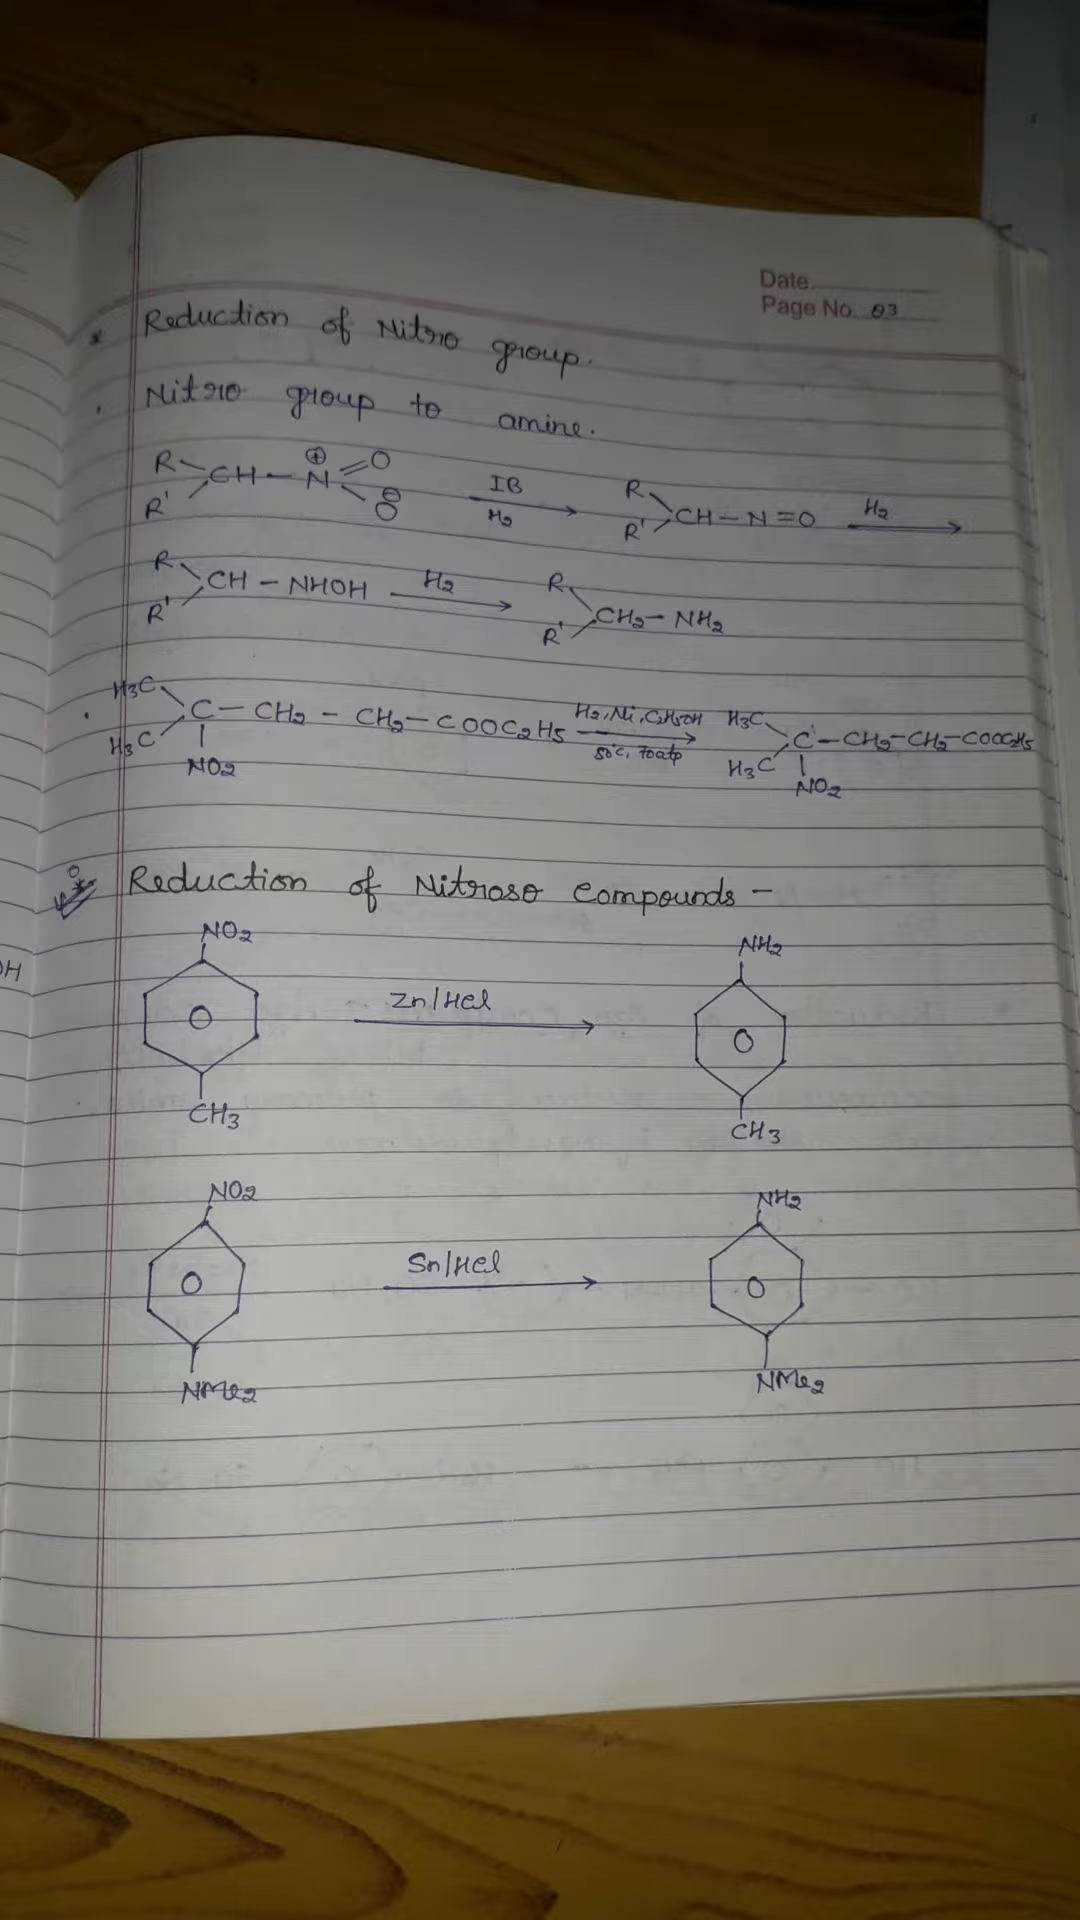 Date
Page No. 03
* Reduction of Nitro group.
. Nitro group to amine.
R
R' CH - N⊕ =O O⊖ IB H2 → R R' CH - N=O H2 →
R R' CH - NHOH H2 → R R' CH2 - NH2
. H3C H3C C - CH2 - CH2 - COOC2H5 H2, Ni, C2H5OH 50°C, → H3C H3C C - CH2 - CH2 - COOC2H5
NO2 NO2
OH
Reduction of Nitroso Compounds -
NO2 NH2
Zn/HCl
CH3 CH3
NO2 NH2
Sn/HCl
NMe2 NMe2